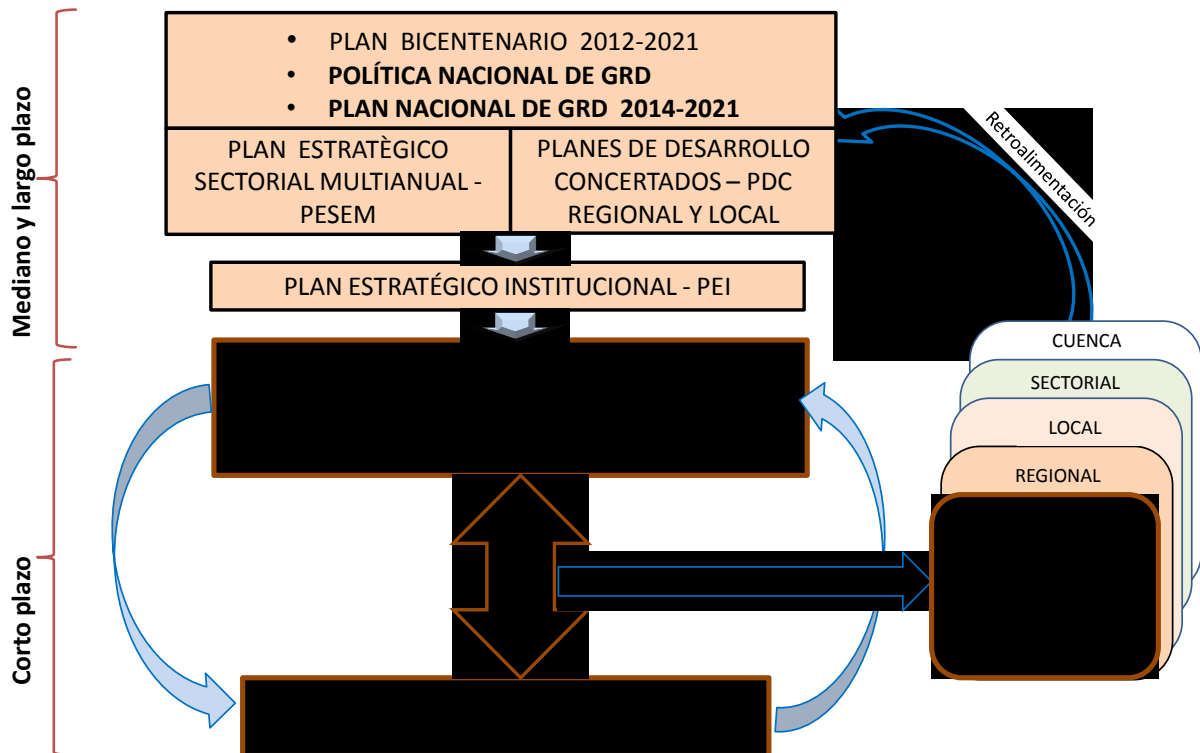 Mediano y largo plazo
• PLAN BICENTENARIO 2012-2021
• POLÍTICA NACIONAL DE GRD
• PLAN NACIONAL DE GRD 2014-2021
PLAN ESTRATÈGICO
SECTORIAL MULTIANUAL -
PESEM
PLANES DE DESARROLLO
CONCERTADOS – PDC
REGIONAL Y LOCAL
Retroalimentación
PLAN ESTRATÉGICO INSTITUCIONAL - PEI
CUENCA
SECTORIAL
LOCAL
REGIONAL
Corto plazo